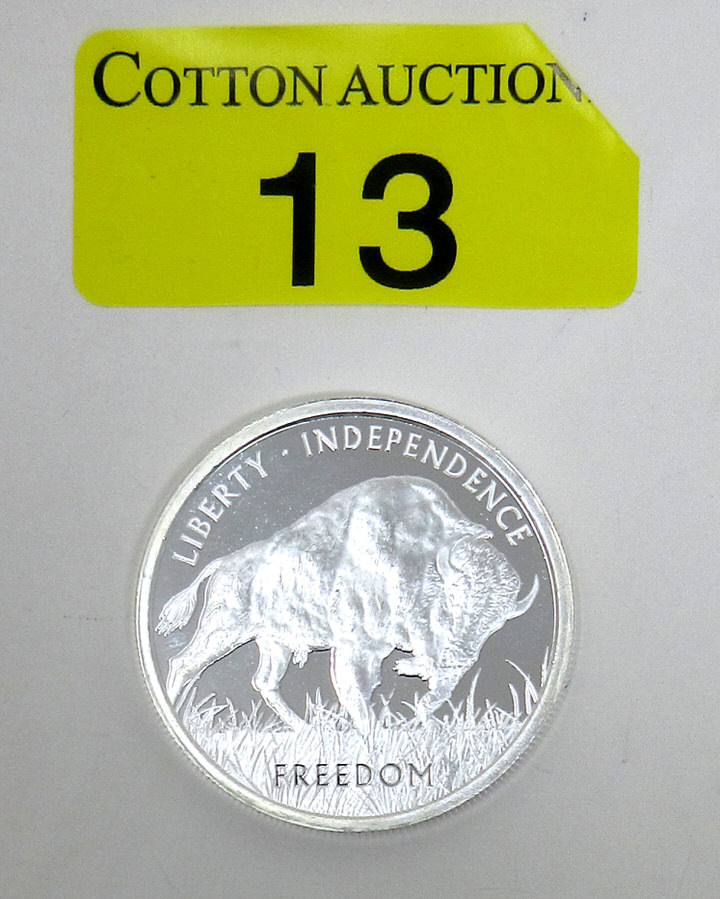 COTTON AUCTION
13
LIBERTY · INDEPENDENCE
FREEDOM